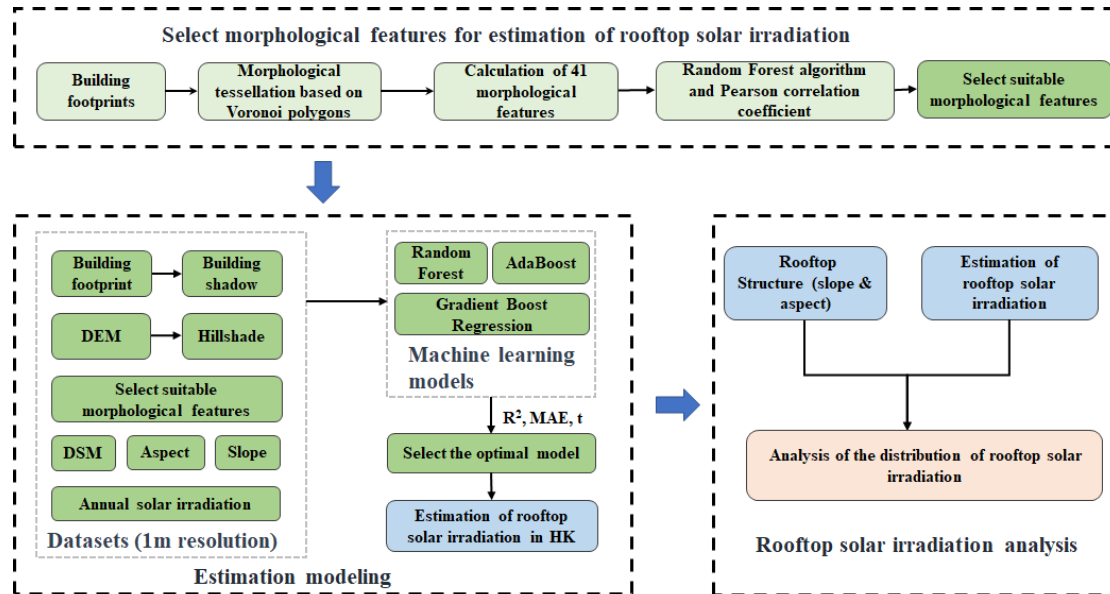 Select morphological features for estimation of rooftop solar irradiation
Building
footprints
Morphological
tessellation based on
Voronoi polygons
Calculation of 41
morphological
features
Random Forest algorithm
and Pearson correlation
coefficient
Select suitable
morphological features
Building
footprint
Building
shadow
DEM
Hillshade
Select suitable
morphological features
DSM
Aspect
Slope
Annual solar irradiation
Datasets (1m resolution)
Random
Forest
AdaBoost
Gradient Boost
Regression
Machine learning
models
R², MAE, t
Select the optimal model
Estimation of rooftop
solar irradiation in HK
Estimation modeling
Rooftop
Structure (slope &
aspect)
Estimation of
rooftop solar
irradiation
Analysis of the distribution of rooftop solar
irradiation
Rooftop solar irradiation analysis